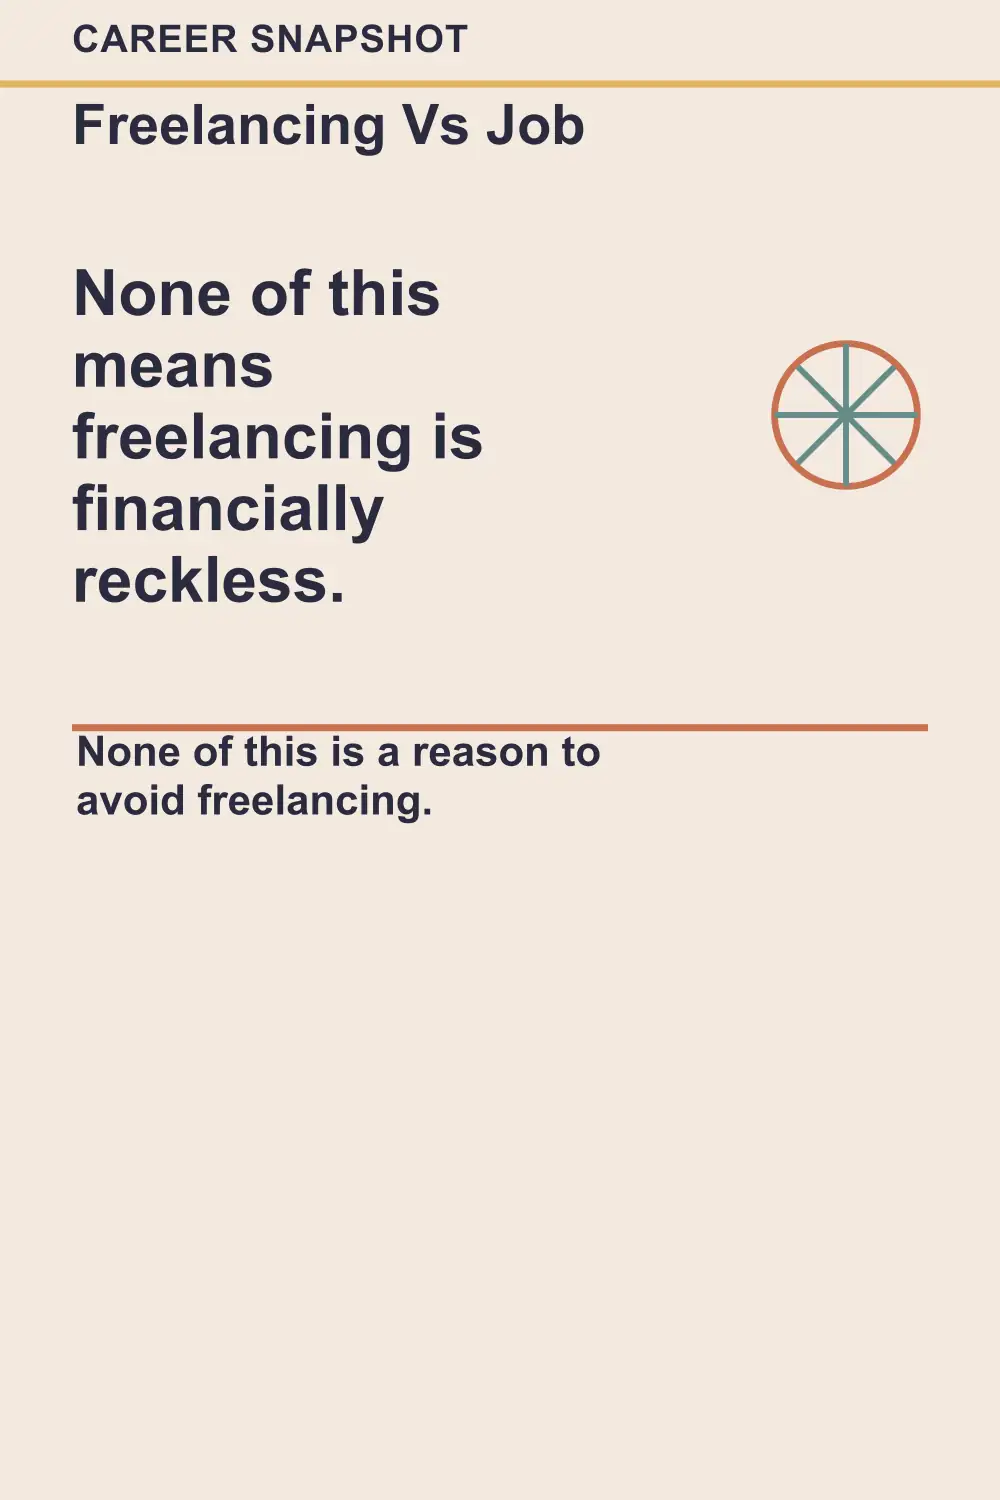 CAREER SNAPSHOT
Freelancing Vs Job
None of this
means
freelancing is
financially
reckless.
None of this is a reason to
avoid freelancing.